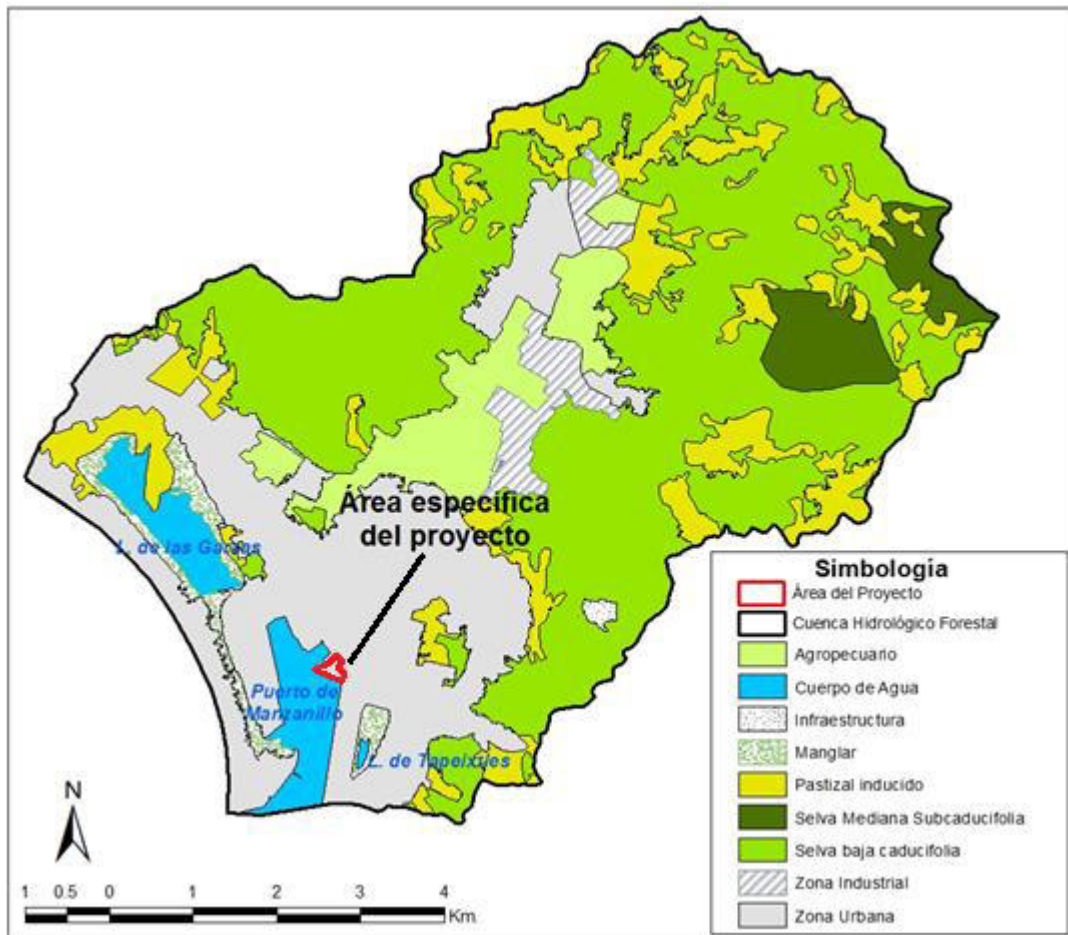 L. de las Garzas
Área específica
del proyecto
Puerto de
Manzanillo
L. de Tapeixtles
N
1 0.5 0 1 2 3 4
Km.
Simbología
Área del Proyecto
Cuenca Hidrológico Forestal
Agropecuario
Cuerpo de Agua
Infraestructura
Manglar
Pastizal inducido
Selva Mediana Subcaducifolia
Selva baja caducifolia
Zona Industrial
Zona Urbana